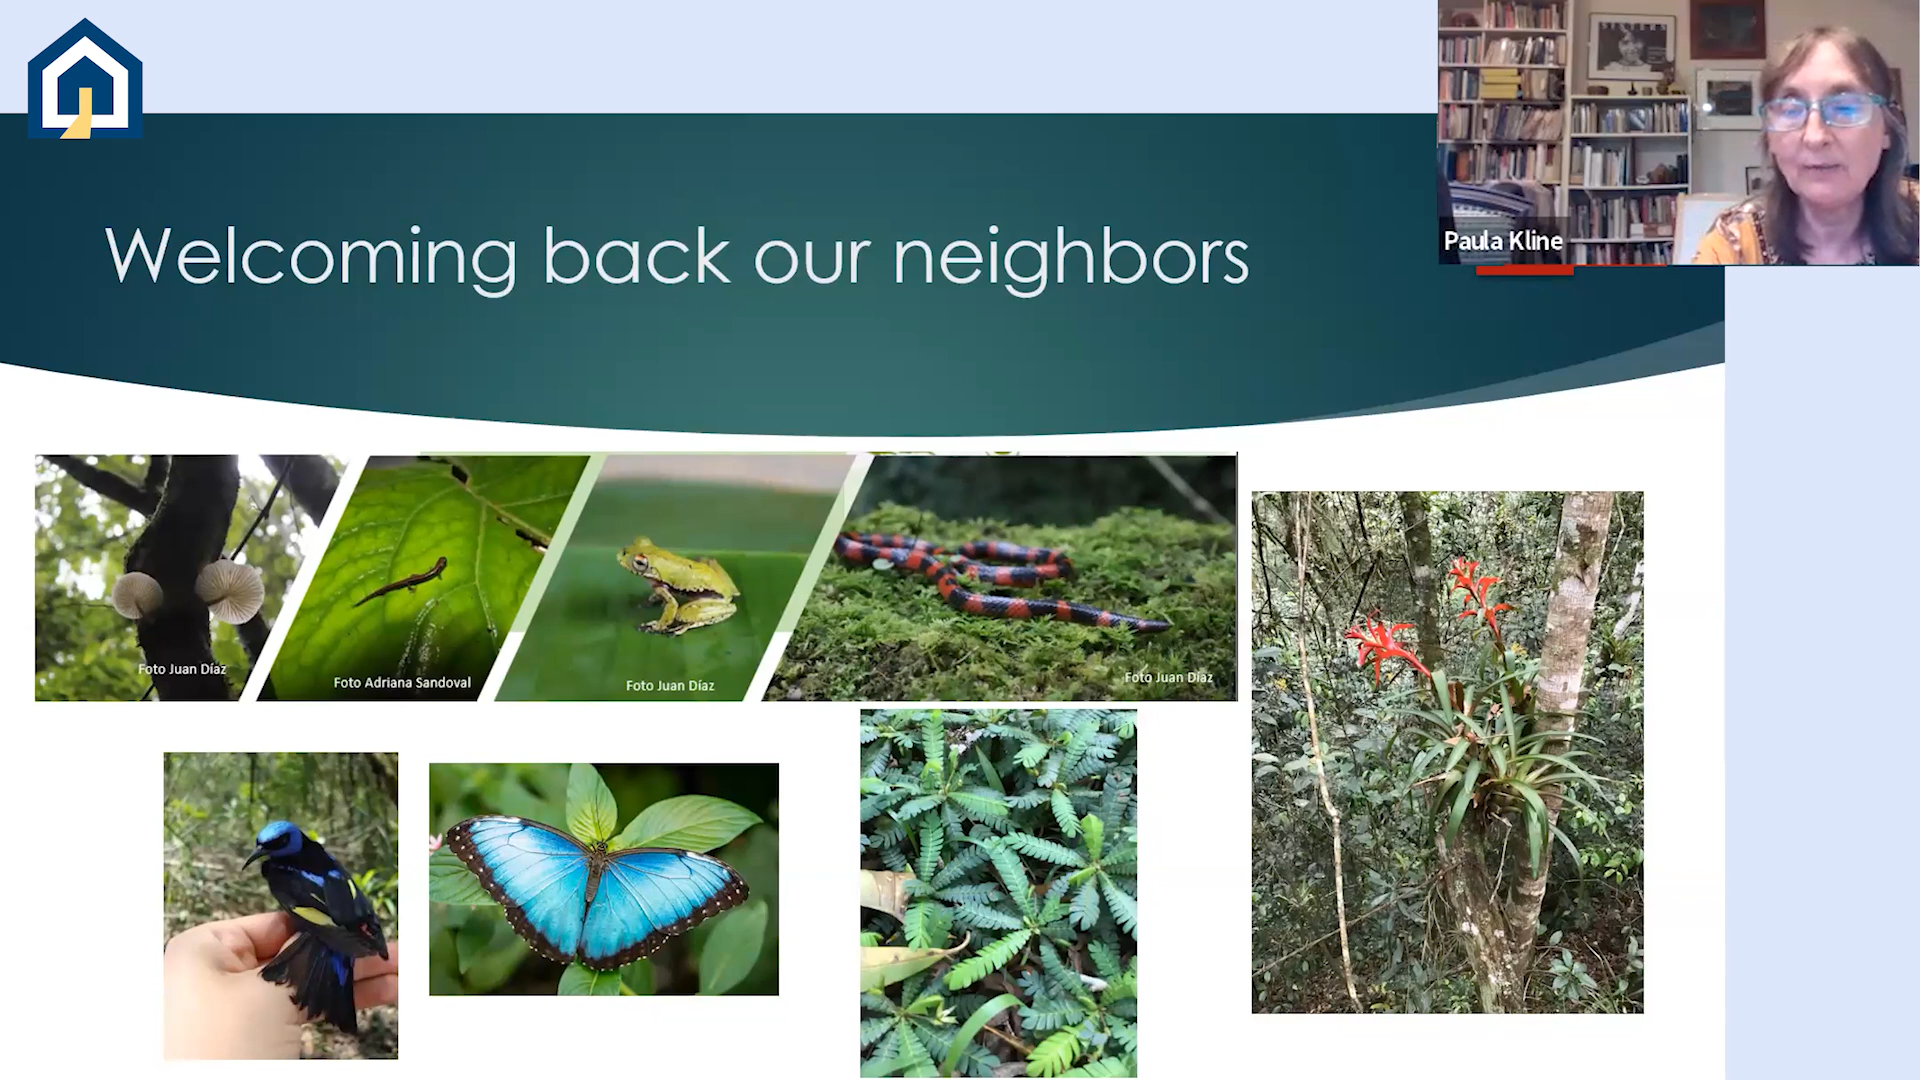 Welcoming back our neighbors
Paula Kline
Foto Juan Díaz
Foto Adriana Sandoval
Foto Juan Díaz
Foto Juan Díaz